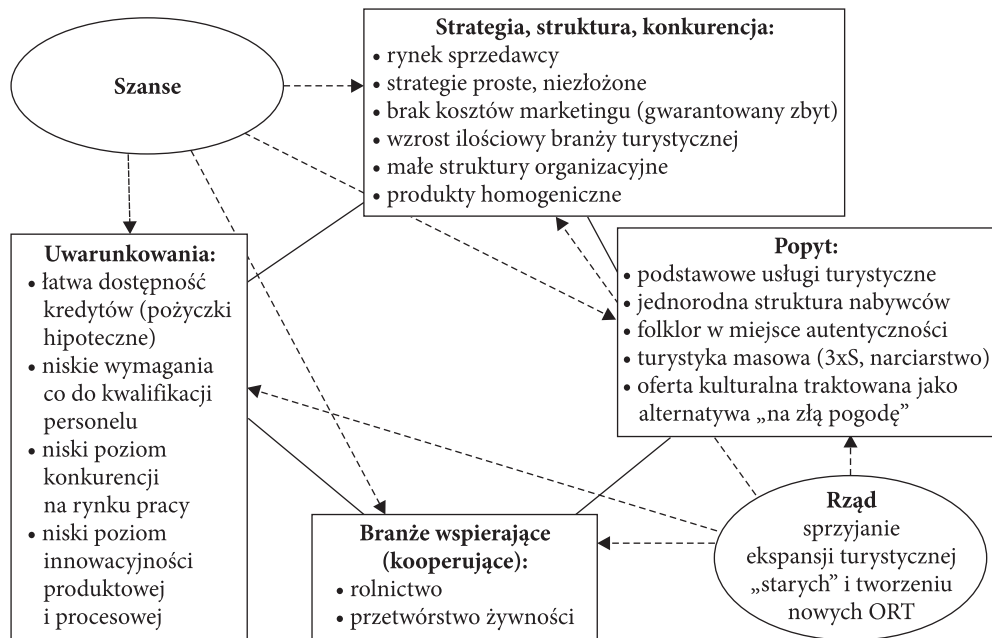 Szanse
Strategia, struktura, konkurencja:
• rynek sprzedawcy
• strategie proste, niezłożone
• brak kosztów marketingu (gwarantowany zbyt)
• wzrost ilościowy branży turystycznej
• małe struktury organizacyjne
• produkty homogeniczne
Uwarunkowania:
• łatwa dostępność
kredytów (pożyczki
hipoteczne)
• niskie wymagania
co do kwalifikacji
personelu
• niski poziom
konkurencji
na rynku pracy
• niski poziom
innowacyjności
produktowej
i procesowej
Popyt:
• podstawowe usługi turystyczne
• jednorodna struktura nabywców
• folklor w miejsce autentyczności
• turystyka masowa (3xS, narciarstwo)
• oferta kulturalna traktowana jako
alternatywa „na złą pogodę”
Branże wspierające
(kooperujące):
• rolnictwo
• przetwórstwo żywności
Rząd
sprzyjanie
ekspansji turystycznej
„starych” i tworzeniu
nowych ORT